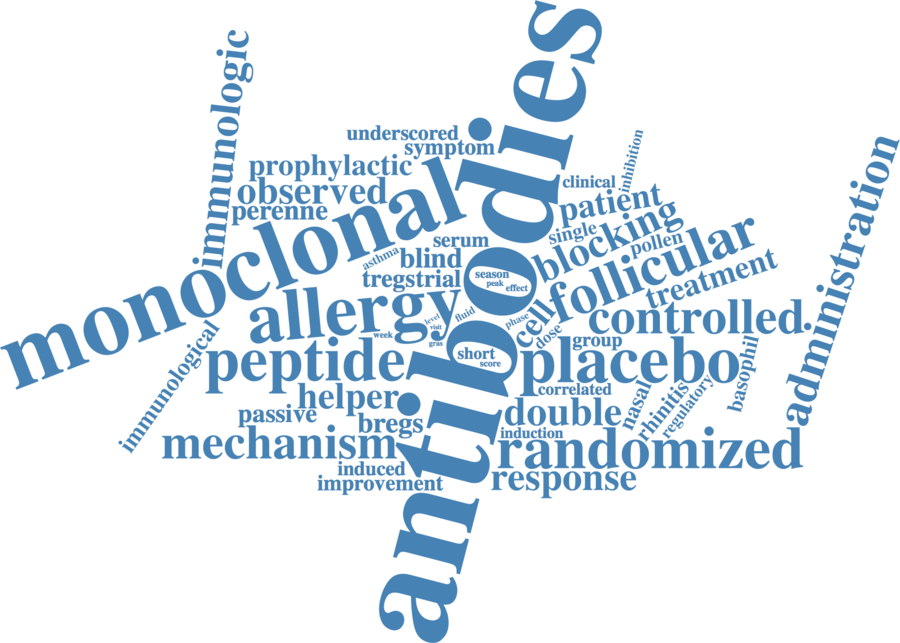 antibodies
immunologic
underscored
symptom
prophylactic
observed
perenne
monoclonal
inhibition
clinical
patient
single
blocking
pollen
follicular
treatment
administration
serum
asthma
blind
tregstrial
season
peak
effect
allergy
level
visit
gras
fluid
week
phase
cell
dose
controlled
group
immunological
peptide
short
score
placebo
basophil
helper
correlated
nasal
rhinitis
regulatory
passive
bregs
double
induction
mechanism
randomized
induced
improvement
response